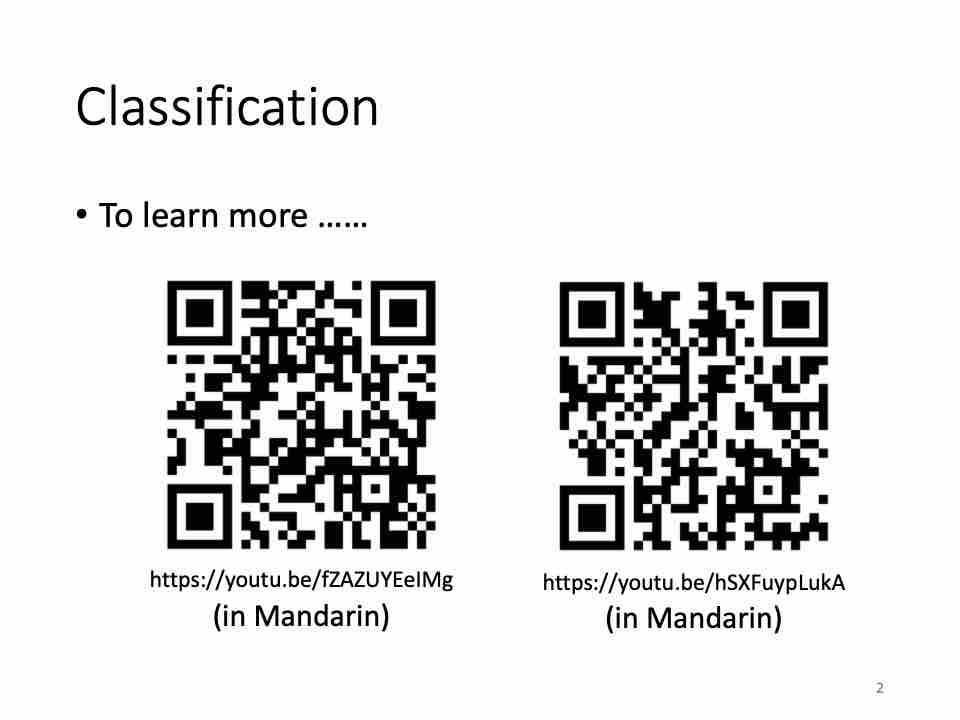 Classification
• To learn more ……
https://youtu.be/fZAZUYEeIMg
(in Mandarin)
https://youtu.be/hSXFuypLukA
(in Mandarin)
2